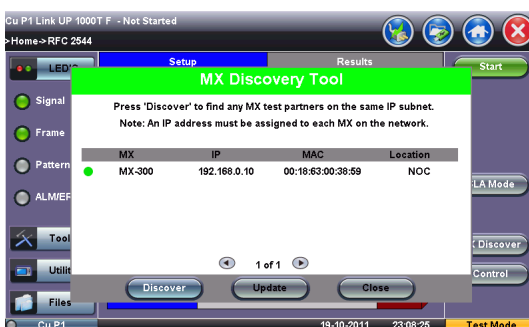 Cu P1 Link UP 1000T F - Not Started
>Home->RFC 2544
LED's
Setup
Results
Start
MX Discovery Tool
Signal
Press 'Discover' to find any MX test partners on the same IP subnet.
Note: An IP address must be assigned to each MX on the network.
Frame
MX IP MAC Location
Pattern
MX-300 192.168.0.10 00:18:63:00:38:59 NOC
LA Mode
ALM/ER
Tool
Discover
1 of 1
Utilit
Discover
Update
Close
Control
Files
Cu P1
19-10-2011 23:08:25
Test Mode